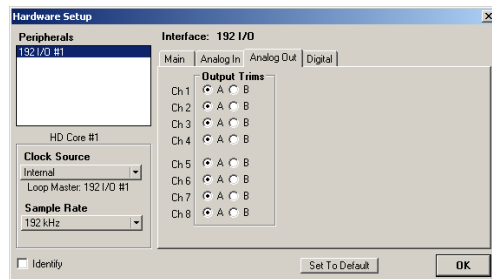 Hardware Setup
Peripherals
192 I/O #1
HD Core #1
Clock Source
Internal
Loop Master: 192 I/O #1
Sample Rate
192 kHz
Identify
Interface: 192 I/O
Main Analog In Analog Out Digital
Output Trims
Ch 1 A B
Ch 2 A B
Ch 3 A B
Ch 4 A B
Ch 5 A B
Ch 6 A B
Ch 7 A B
Ch 8 A B
Set To Default OK